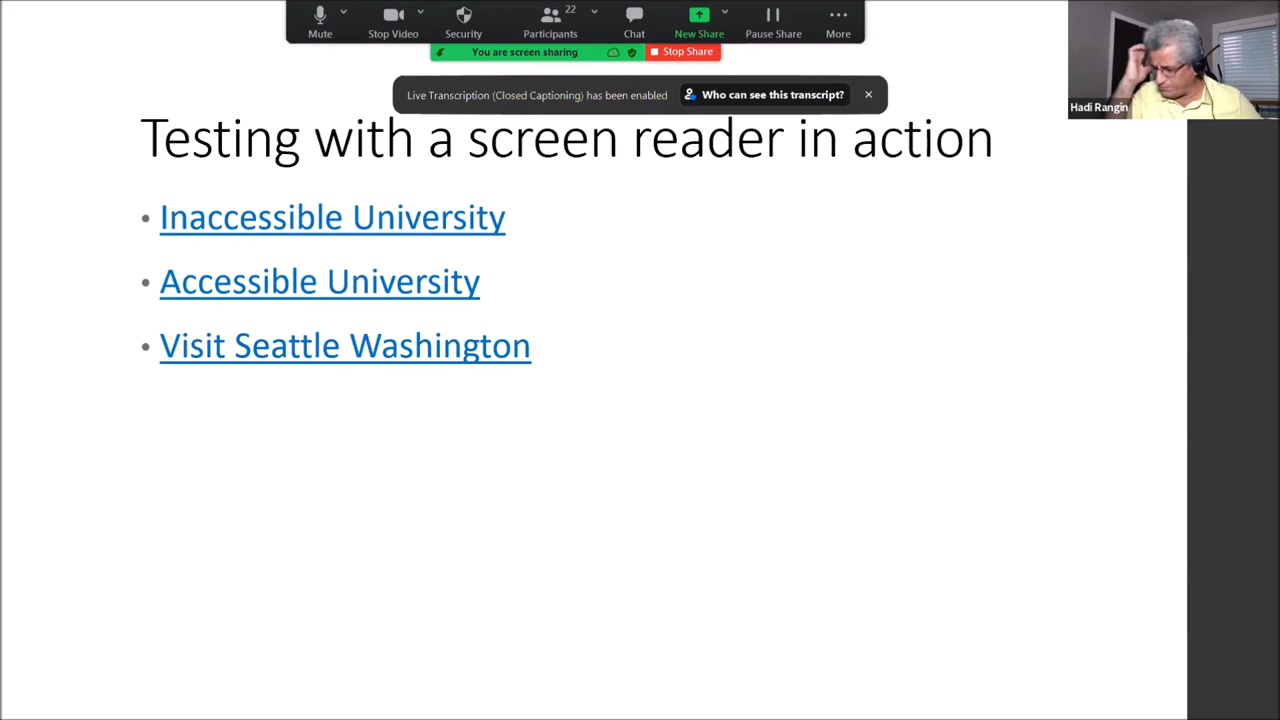 22
Mute
Stop Video
Security
Participants
Chat
New Share
Pause Share
More
You are screen sharing
Stop Share
Live Transcription (Closed Captioning) has been enabled
Who can see this transcript?
Hadi Rangin
Testing with a screen reader in action
• Inaccessible University
• Accessible University
• Visit Seattle Washington